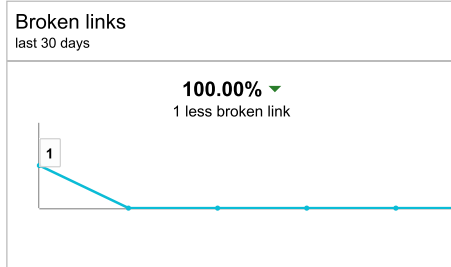 Broken links
last 30 days
100.00%
1 less broken link
1